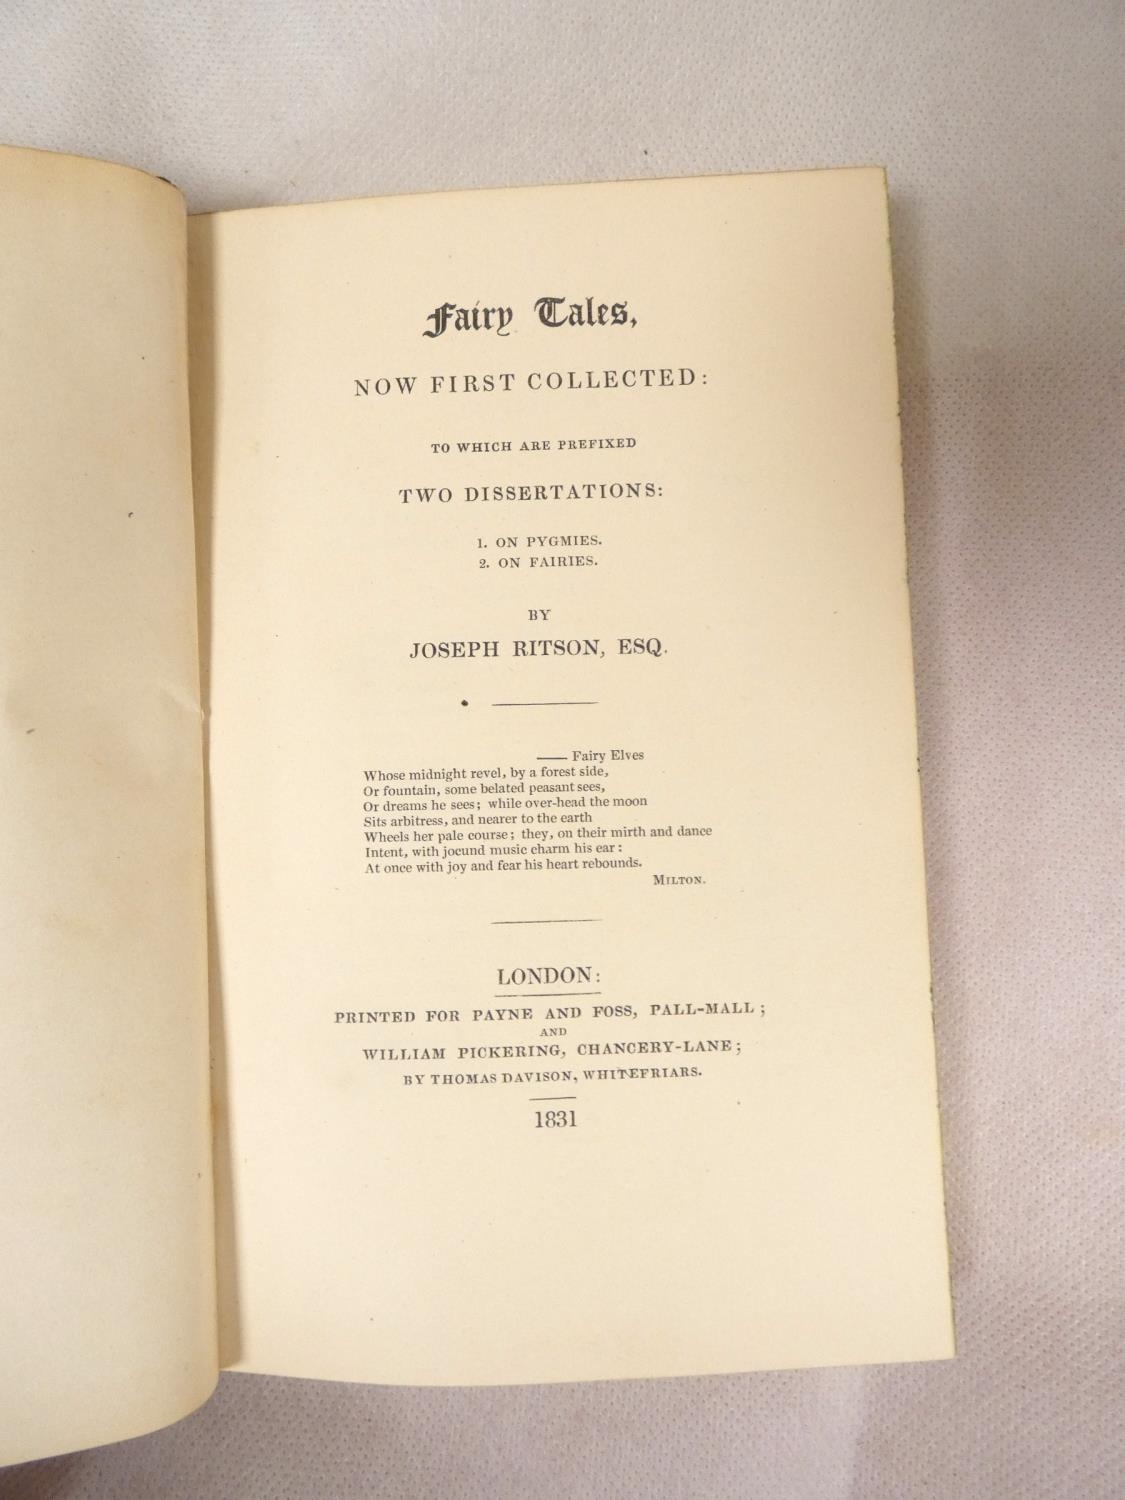 Fairy Tales,
NOW FIRST COLLECTED:
TO WHICH ARE PREFIXED
TWO DISSERTATIONS:
1. ON PYGMIES.
2. ON FAIRIES.
BY
JOSEPH RITSON, ESQ.
—— Fairy Elves
Whose midnight revel, by a forest side,
Or fountain, some belated peasant sees,
Or dreams he sees; while over-head the moon
Sits arbitress, and nearer to the earth
Wheels her pale course; they, on their mirth and dance
Intent, with jocund music charm his ear:
At once with joy and fear his heart rebounds.
MILTON.
LONDON:
PRINTED FOR PAYNE AND FOSS, PALL-MALL;
AND
WILLIAM PICKERING, CHANCERY-LANE;
BY THOMAS DAVISON, WHITEFRIARS.
1831